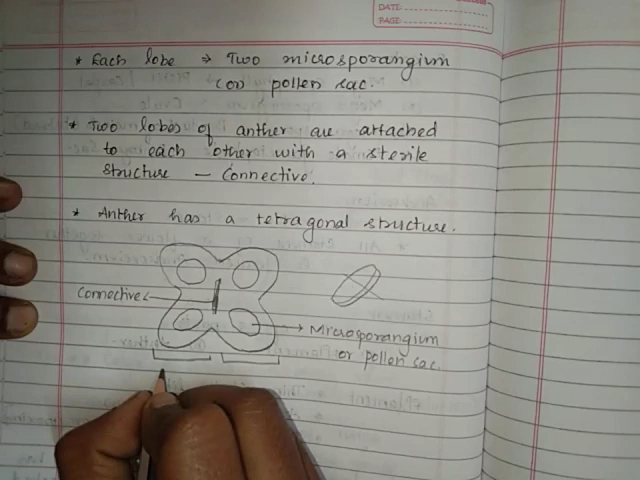 DATE
PAGE
* Each lobe → Two microsporangium
(or) pollen sac.
* Two lobes of anther are attached
to each other with a sterile
structure – Connective.
* Anther has a tetragonal structure.
Connective
Microsporangium
or pollen sac.